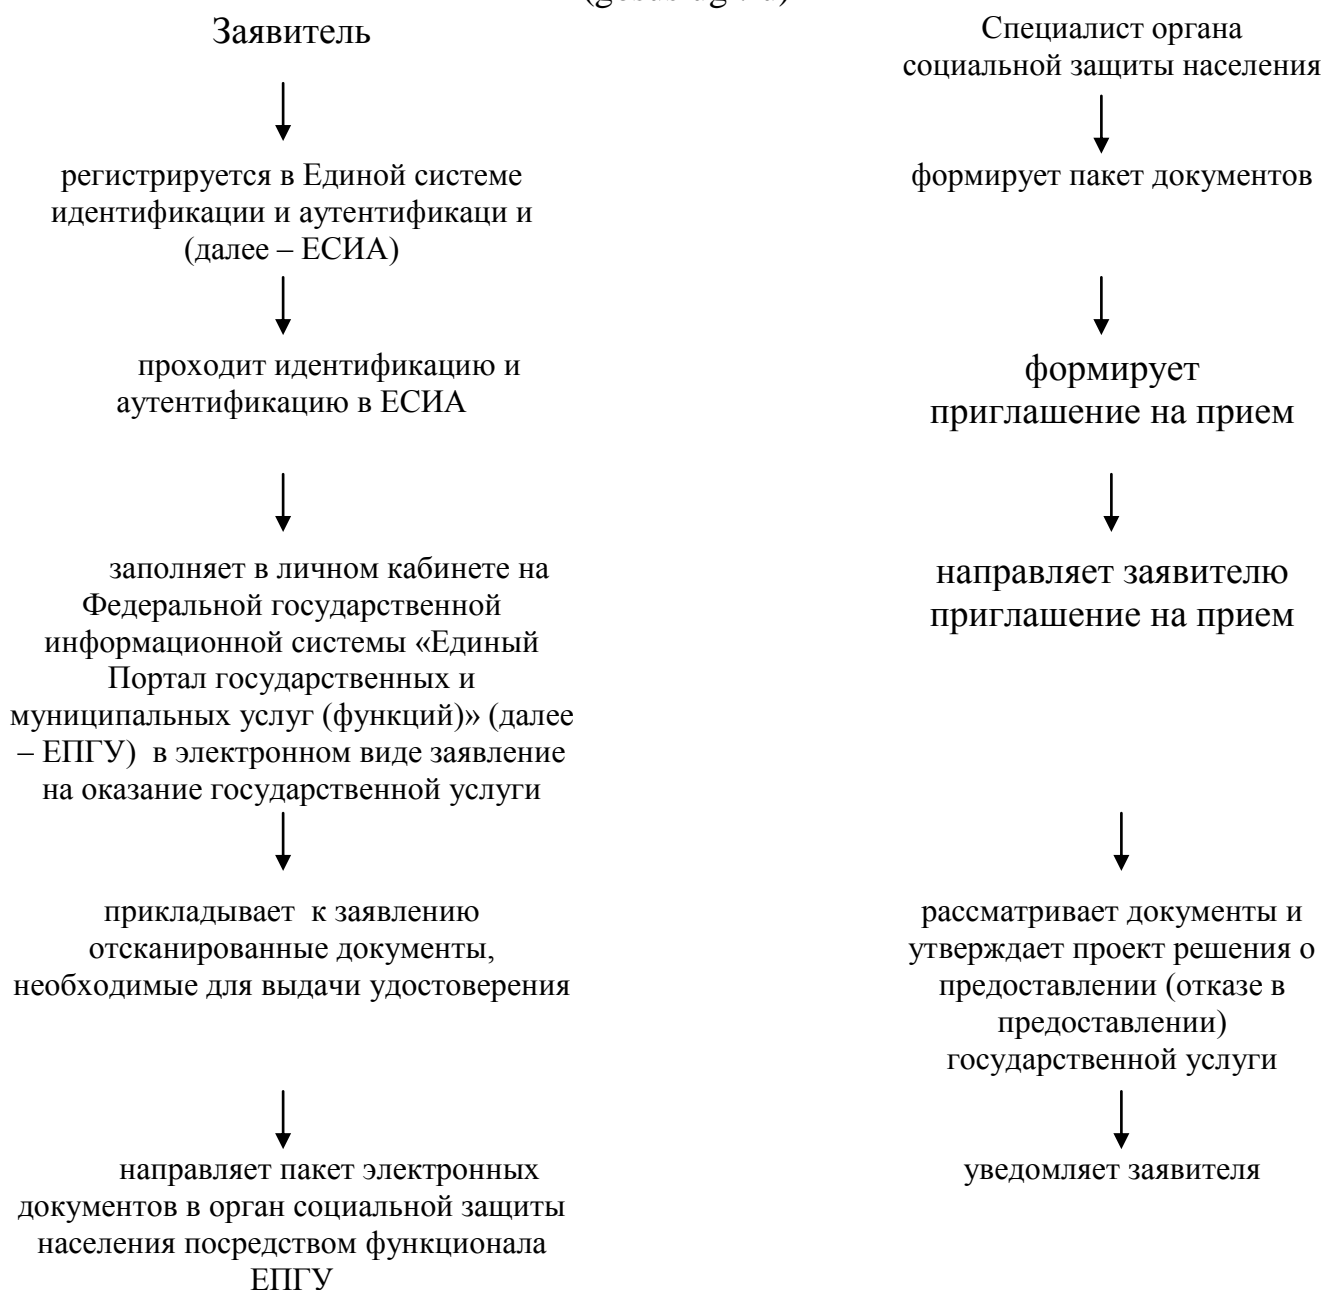 Заявитель
регистрируется в Единой системе
идентификации и аутентификаци и
(далее – ЕСИА)
проходит идентификацию и
аутентификацию в ЕСИА
заполняет в личном кабинете на
Федеральной государственной
информационной системы «Единый
Портал государственных и
муниципальных услуг (функций)» (далее
– ЕПГУ)  в электронном виде заявление
на оказание государственной услуги
прикладывает  к заявлению
отсканированные документы,
необходимые для выдачи удостоверения
направляет пакет электронных
документов в орган социальной защиты
населения посредством функционала
ЕПГУ
Специалист органа
социальной защиты населения
формирует пакет документов
формирует
приглашение на прием
направляет заявителю
приглашение на прием
рассматривает документы и
утверждает проект решения о
предоставлении (отказе в
предоставлении)
государственной услуги
уведомляет заявителя